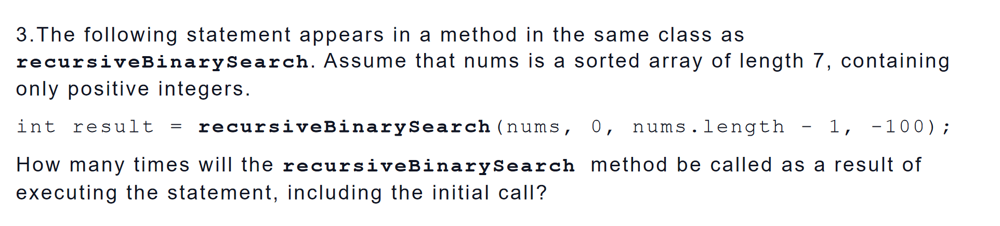 3.The following statement appears in a method in the same class as
recursiveBinarySearch. Assume that nums is a sorted array of length 7, containing
only positive integers.
int result = recursiveBinarySearch(nums, 0, nums.length - 1, -100);
How many times will the recursiveBinarySearch method be called as a result of
executing the statement, including the initial call?